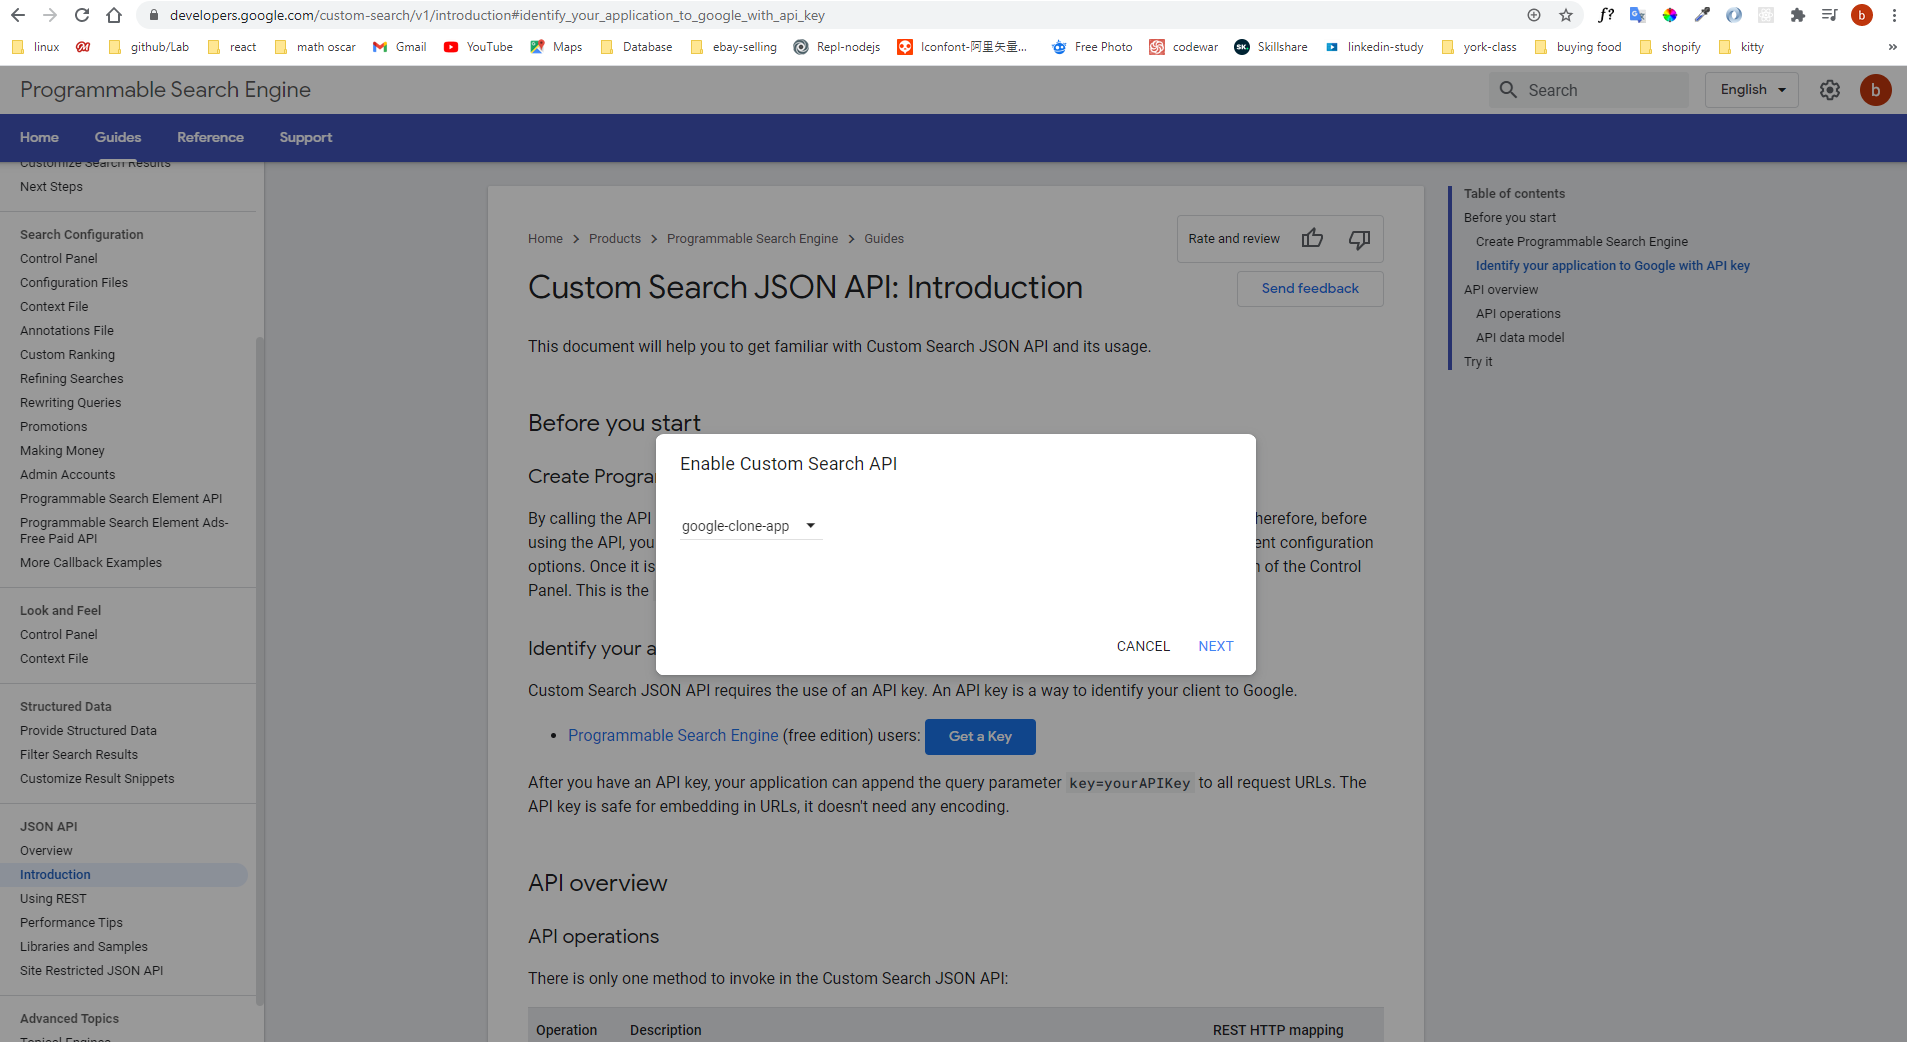 developers.google.com/custom-search/v1/introduction#identify_your_application_to_google_with_api_key
f?
b
linux
github/Lab
react
math oscar
Gmail
YouTube
Maps
Database
ebay-selling
Repl-nodejs
Iconfont-阿里矢量...
Free Photo
codewar
SK.
Skillshare
linkedin-study
york-class
buying food
shopify
kitty
»
Programmable Search Engine
Search
English
b
Home
Guides
Reference
Support
Customize Search Results
Next Steps
Search Configuration
Control Panel
Configuration Files
Context File
Annotations File
Custom Ranking
Refining Searches
Rewriting Queries
Promotions
Making Money
Admin Accounts
Programmable Search Element API
Programmable Search Element Ads-
Free Paid API
More Callback Examples
Look and Feel
Control Panel
Context File
Structured Data
Provide Structured Data
Filter Search Results
Customize Result Snippets
JSON API
Overview
Introduction
Using REST
Performance Tips
Libraries and Samples
Site Restricted JSON API
Advanced Topics
Topical Engines
Home > Products > Programmable Search Engine > Guides
Rate and review
Custom Search JSON API: Introduction
Send feedback
This document will help you to get familiar with Custom Search JSON API and its usage.
Before you start
Create Progra
By calling the API
herefore, before
using the API, you
ent configuration
options. Once it is
of the Control
Panel. This is the
Enable Custom Search API
google-clone-app
CANCEL
NEXT
Identify your a
Custom Search JSON API requires the use of an API key. An API key is a way to identify your client to Google.
• Programmable Search Engine (free edition) users: Get a Key
After you have an API key, your application can append the query parameter key=yourAPIKey to all request URLs. The
API key is safe for embedding in URLs, it doesn't need any encoding.
API overview
API operations
There is only one method to invoke in the Custom Search JSON API:
Operation
Description
REST HTTP mapping
Table of contents
Before you start
Create Programmable Search Engine
Identify your application to Google with API key
API overview
API operations
API data model
Try it